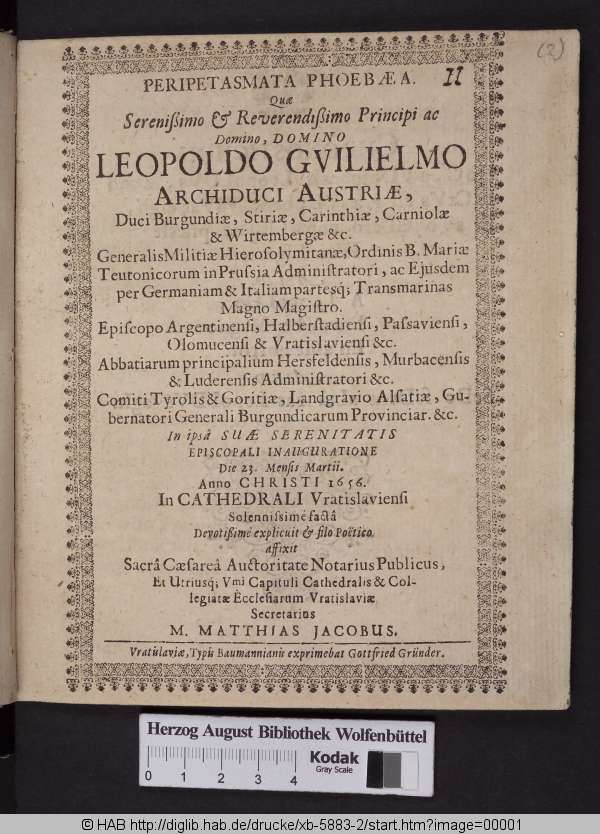 (2)
PERIPETASMATA PHOEBÆA. II
Quæ
Sereniſſimo & Reverendiſſimo Principi ac
Domino, DOMINO
LEOPOLDO GVILIELMO
ARCHIDUCI AUSTRIÆ,
Duci Burgundiæ, Stiriæ, Carinthiæ, Carniolæ
& Wirtembergæ &c.
Generalis Militiæ Hieroſolymitanæ, Ordinis B. Mariæ
Teutonicorum in Pruſsia Adminiſtratori, ac Ejusdem
per Germaniam & Italiam partesq; Transmarinas
Magno Magiſtro.
Epiſcopo Argentinenſi, Halberſtadienſi, Paſsavienſi,
Olomucenſi & Vratislavienſi &c.
Abbatiarum principalium Hersfeldensis, Murbacensis
& Luderensis Adminiſtratori &c.
Comiti Tyrolis & Goritiæ, Landgravio Alſatiæ, Gu-
bernatori Generali Burgundicarum Provinciar. &c.
In ipsâ SUÆ SERENITATIS
EPISCOPALI INAUGURATIONE
Die 23. Mensis Martii.
Anno CHRISTI 1656.
In CATHEDRALI Vratislavienſi
Solenniſſimè factâ
Devotiſſimè explicuit & filo Poëtico
affixit
Sacrâ Cæſareâ Auctoritate Notarius Publicus,
Et Utriusq; Vmi Capituli Cathedralis & Col-
legiatæ Eccleſiarum Vratislaviæ
Secretarius
M. MATTHIAS JACOBUS.
Vratislaviæ, Typis Baumannianis exprimebat Gottfried Gründer.
Herzog August Bibliothek Wolfenbüttel
0 1 2 3 4
Kodak
Gray Scale
© HAB http://diglib.hab.de/drucke/xb-5883-2/start.htm?image=00001